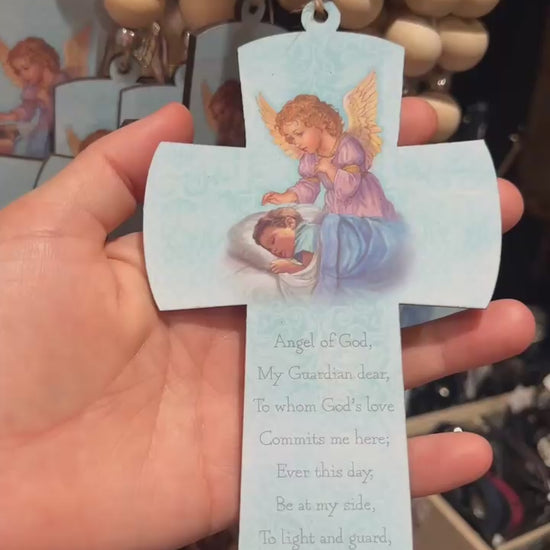 Angel of God,
My Guardian dear,
To whom God's love
Commits me here;
Ever this day,
Be at my side,
To light and guard,